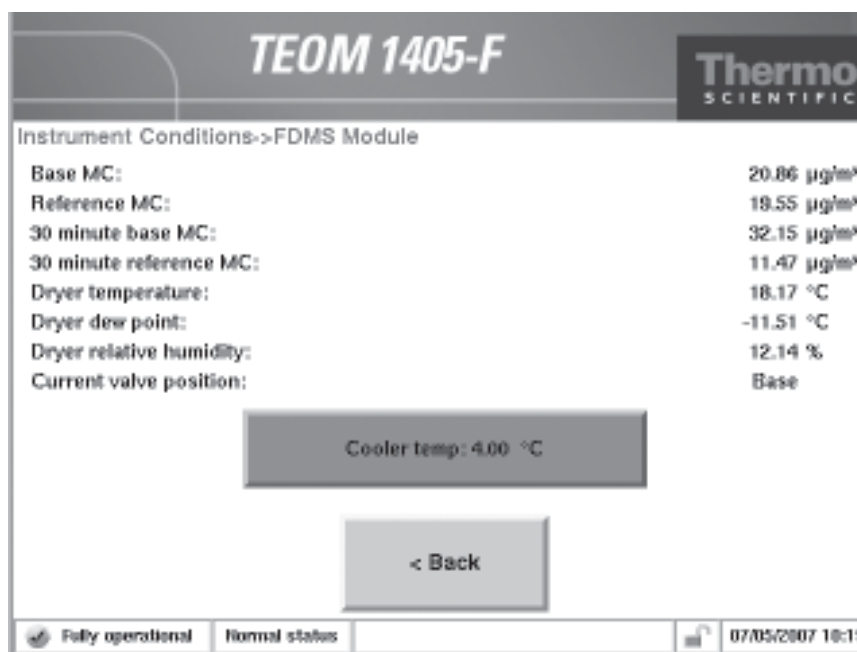 TEOM 1405-F
Thermo
SCIENTIFIC
Instrument Conditions->FDMS Module
Base MC: 20.86 µg/m³
Reference MC: 19.55 µg/m³
30 minute base MC: 32.15 µg/m³
30 minute reference MC: 11.47 µg/m³
Dryer temperature: 18.17 °C
Dryer dew point: -11.51 °C
Dryer relative humidity: 12.14 %
Current valve position: Base
Cooler temp: 4.00 °C
< Back
Fully operational Normal status 07/05/2007